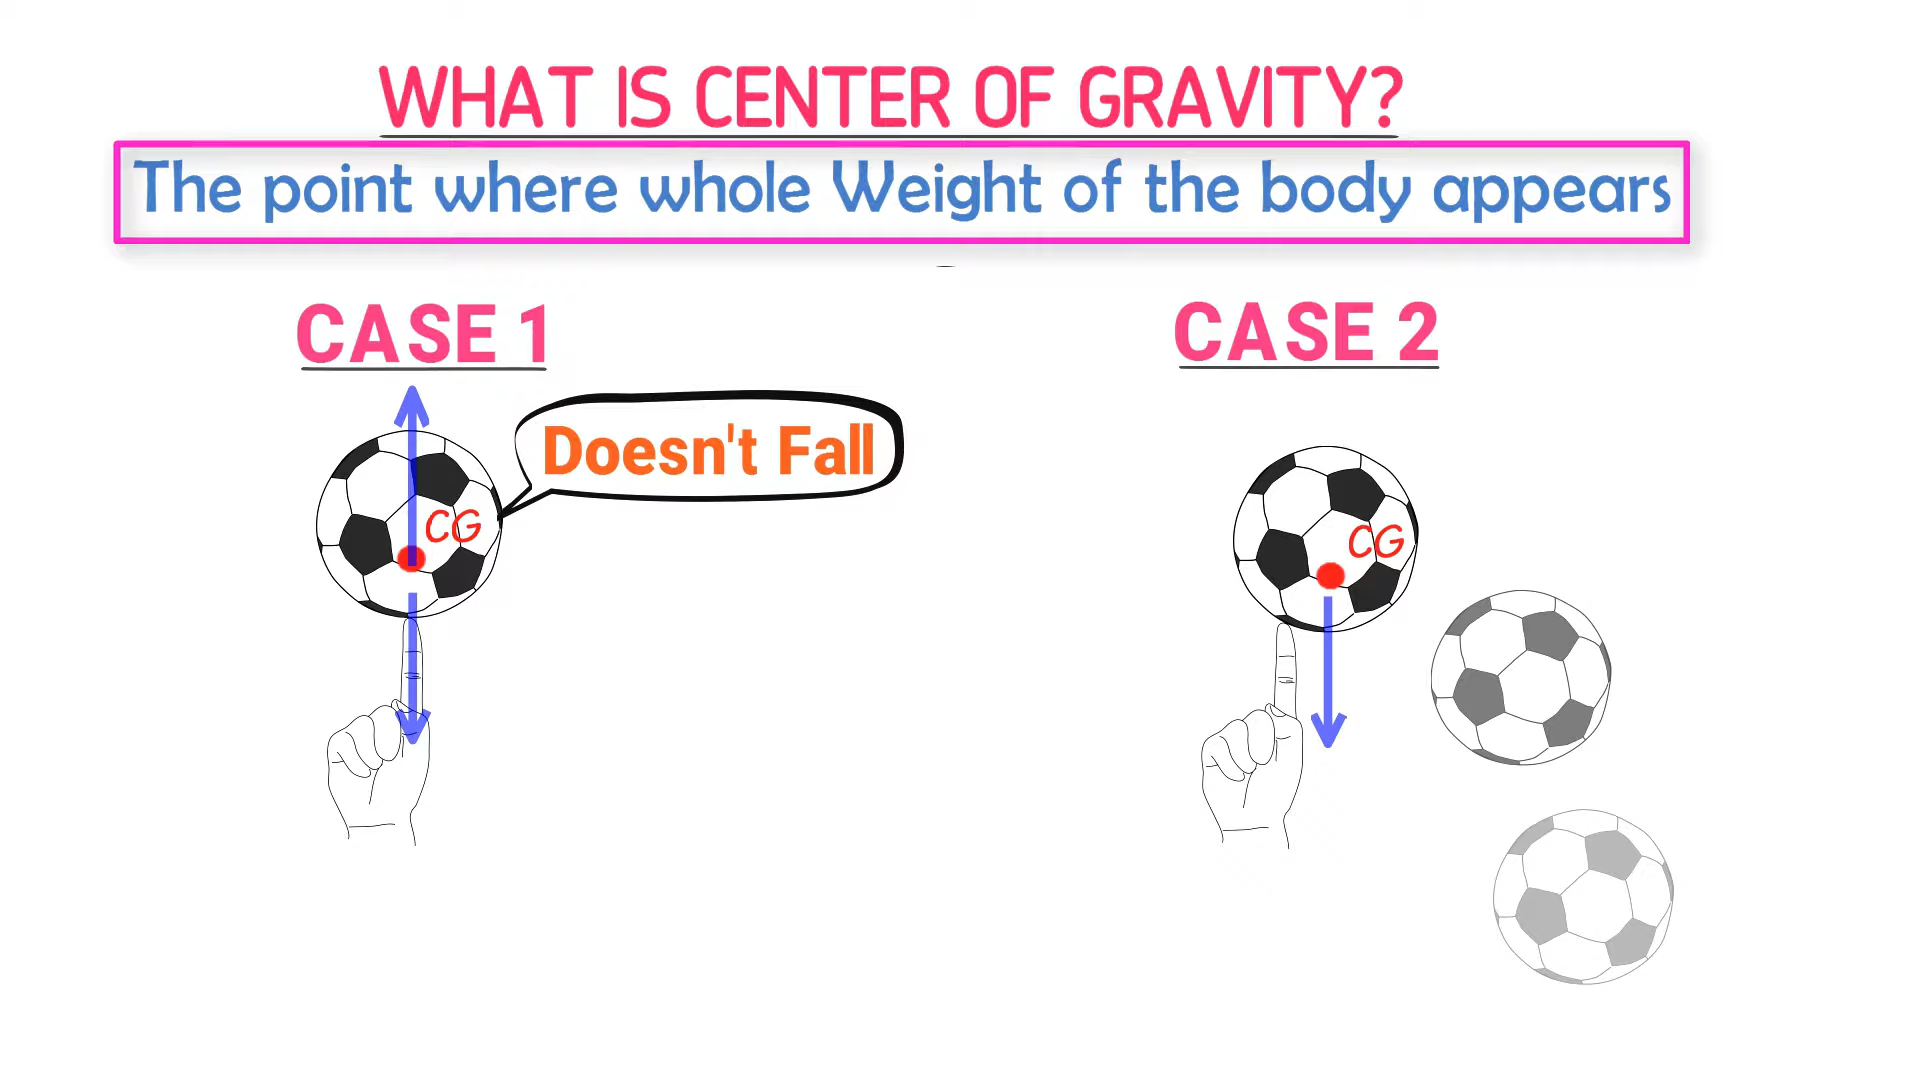 WHAT IS CENTER OF GRAVITY?
The point where whole Weight of the body appears
CASE 1
CASE 2
Doesn't Fall
CG
CG